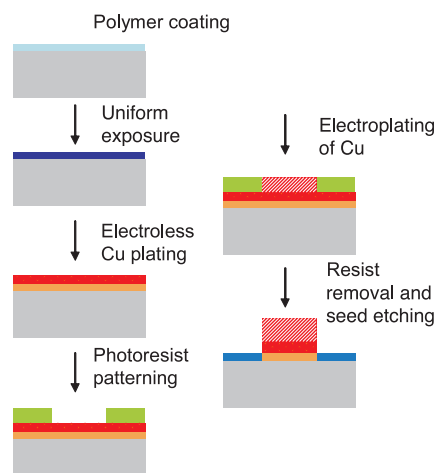 Polymer coating
Uniform
exposure
Electroless
Cu plating
Photoresist
patterning
Electroplating
of Cu
Resist
removal and
seed etching